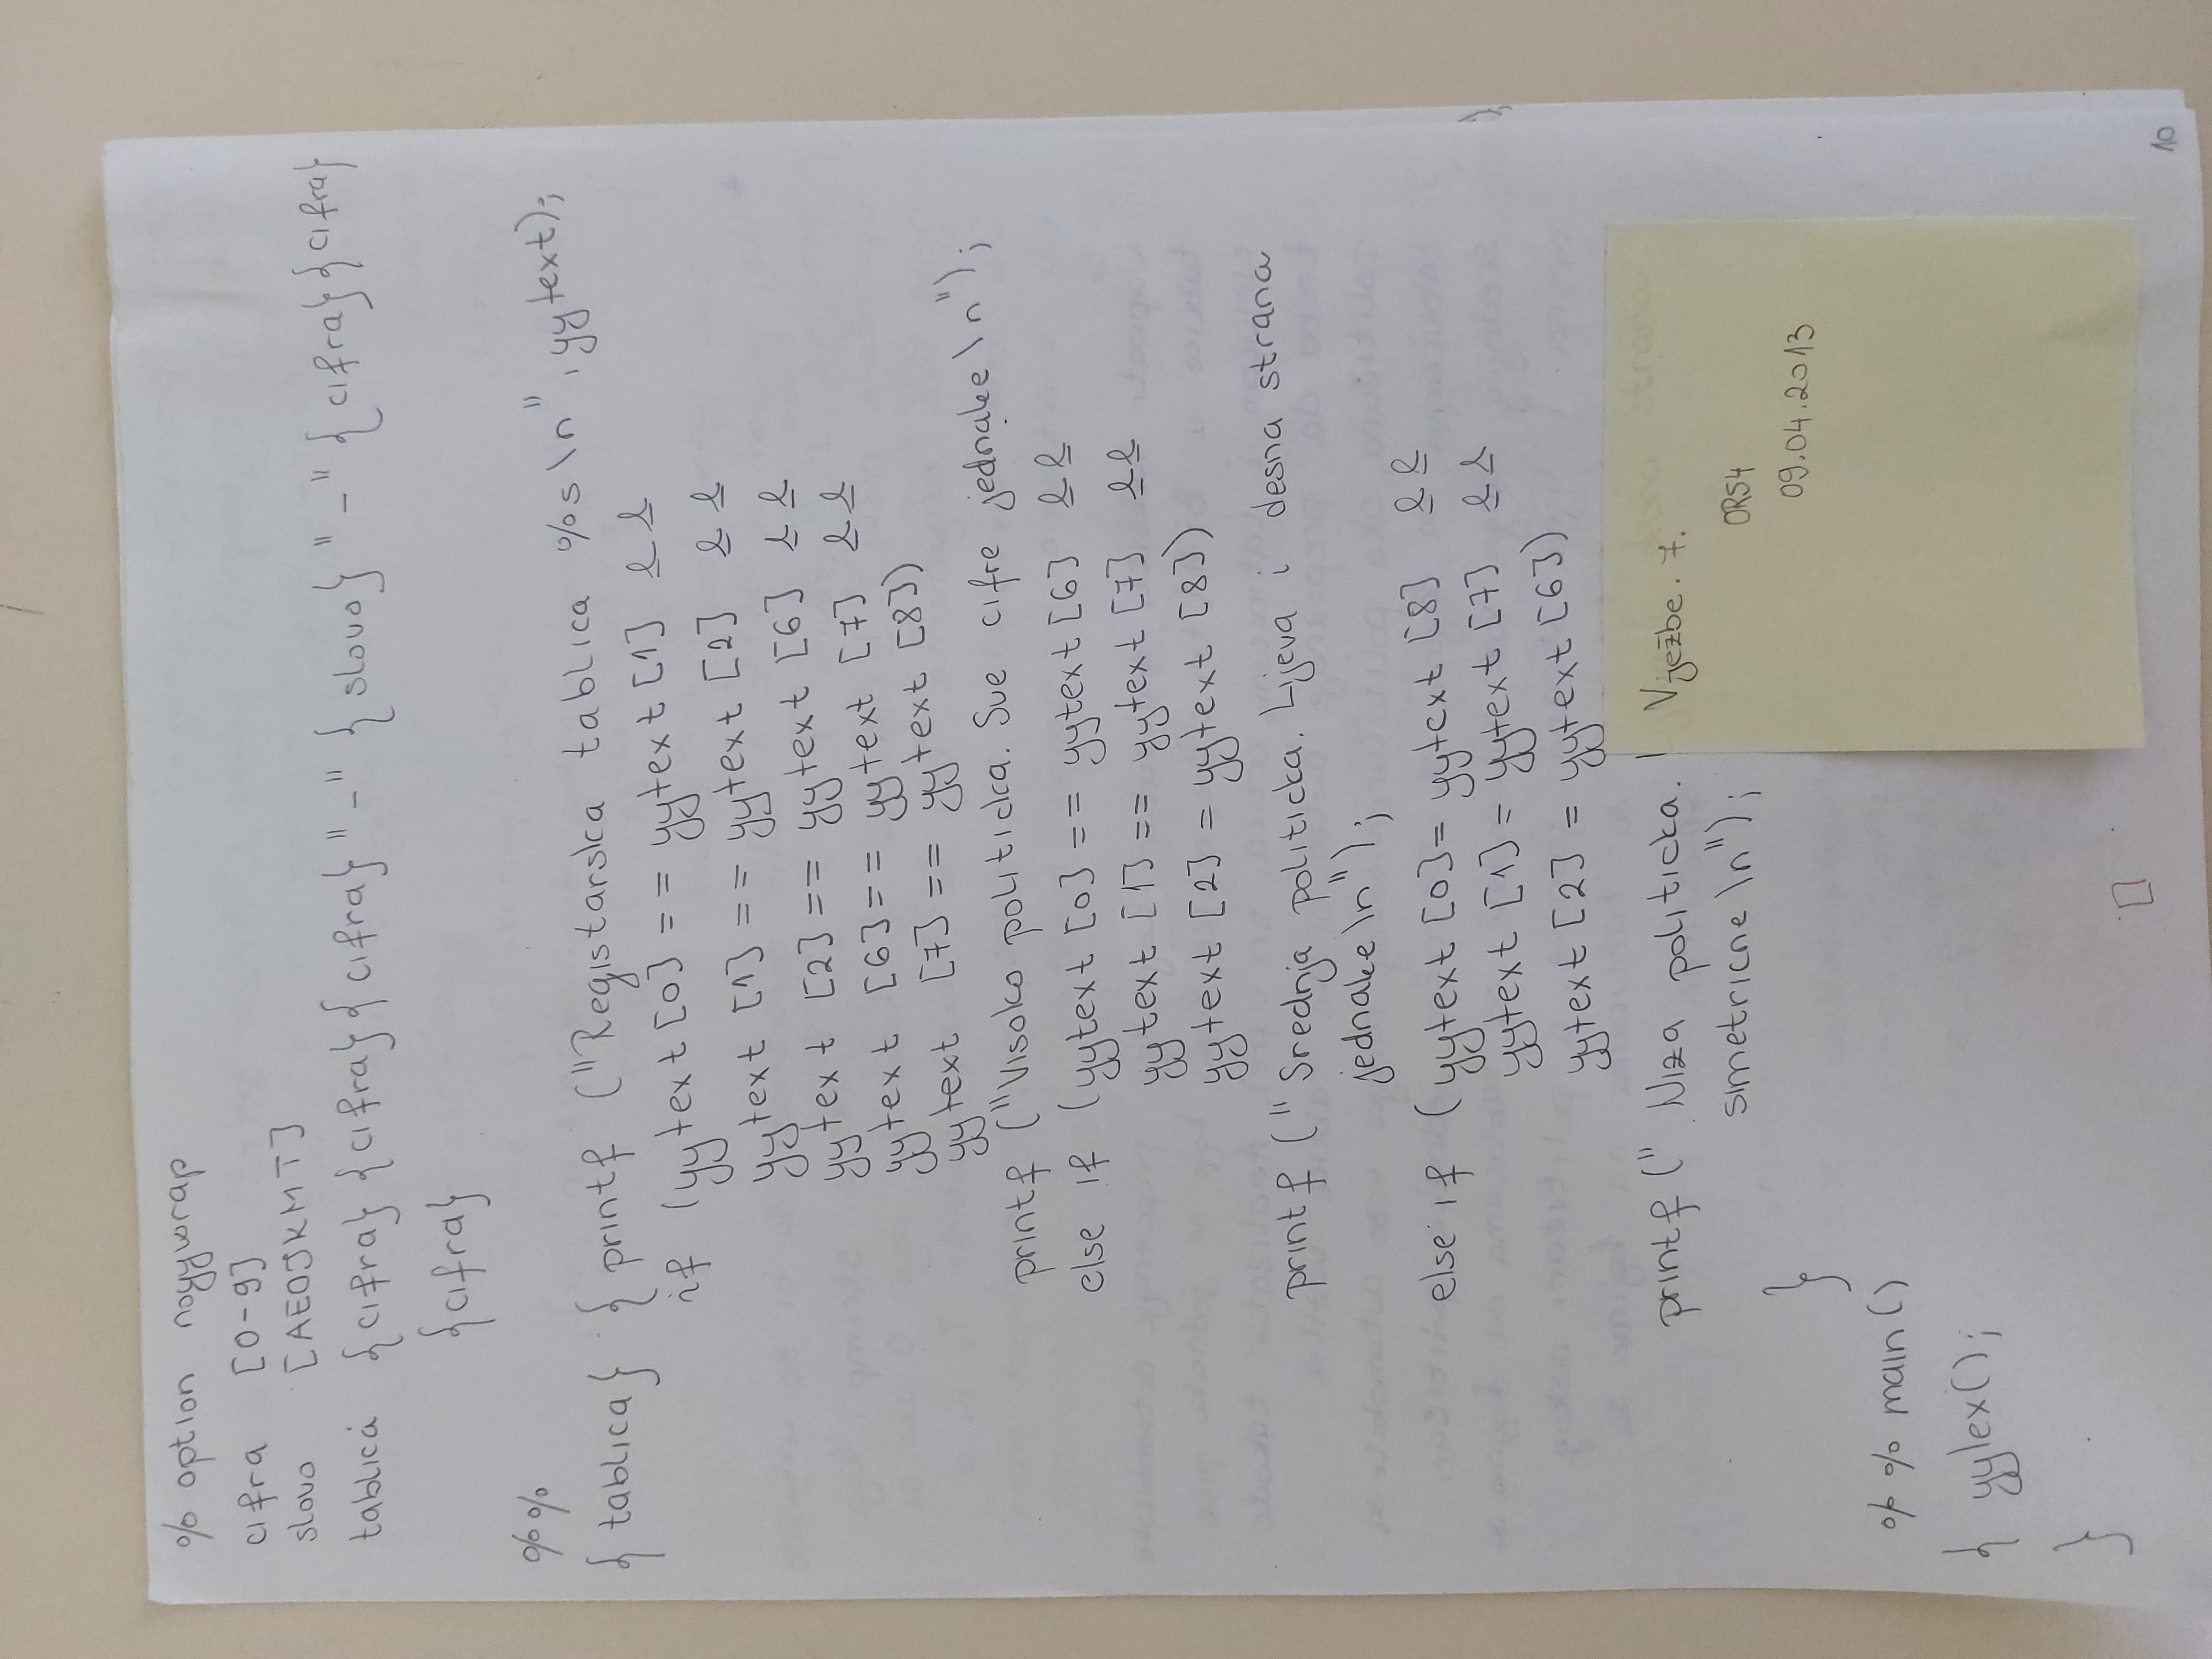 % option noyywrap
cifra [0-9]
slovo [AEOJKMT]
tablica {cifra} {cifra} {cifra} "-" {slovo} "-" {cifra} {cifra}
{cifra}
%%
{tablica} { printf ("Registarska tablica %s \n", yytext);
if (yytext [0] == yytext [1] &&
yytext [1] == yytext [2] &&
yytext [2] == yytext [6] &&
yytext [6] == yytext [7] &&
yytext [7] == yytext [8])
printf ("Visoko politicka. Sve cifre jednake \n");
else if (yytext [0] == yytext [6] &&
yytext [1] == yytext [7] &&
yytext [2] = yytext [8])
printf ("Srednja politicka. Lijeva i desna strana
jednake \n");
else if (yytext [0] = yytext [8] &&
yytext [1] = yytext [7] &&
yytext [2] = yytext [6])
printf (" Niza politicka.
simetricne \n");
}
%% main ()
{ yylex();
}
Vježbe. 7.
ORS4
09.04.2013
10